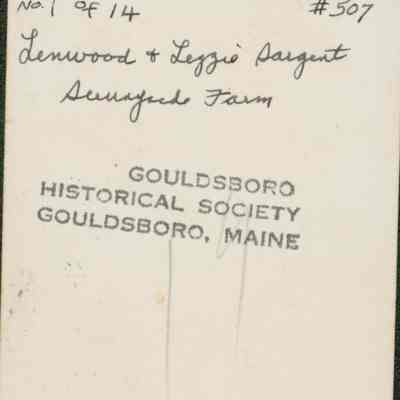 No. 1 of 14 #507
Lenwood & Lizzie Sargent
Sunnyside Farm
GOULDSBORO
HISTORICAL SOCIETY
GOULDSBORO, MAINE